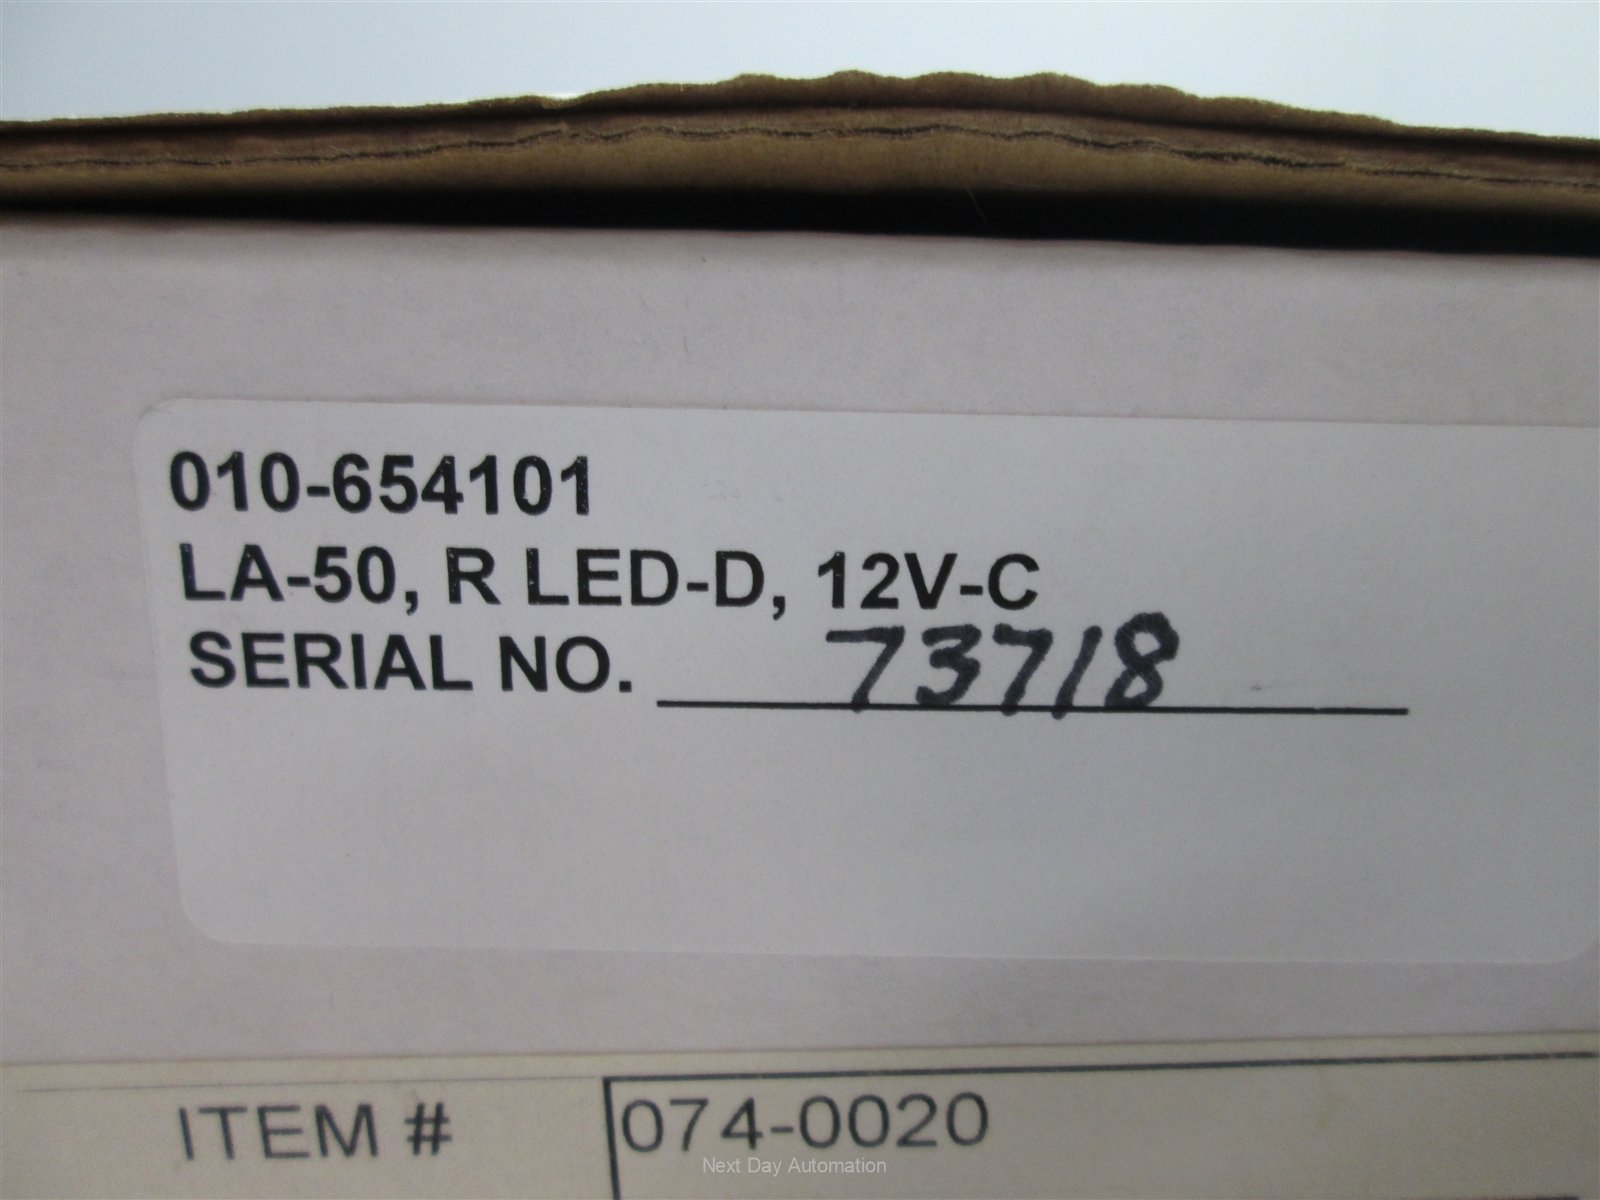 010-654101
LA-50, R LED-D, 12V-C
SERIAL NO. 73718
ITEM # 074-0020
Next Day Automation